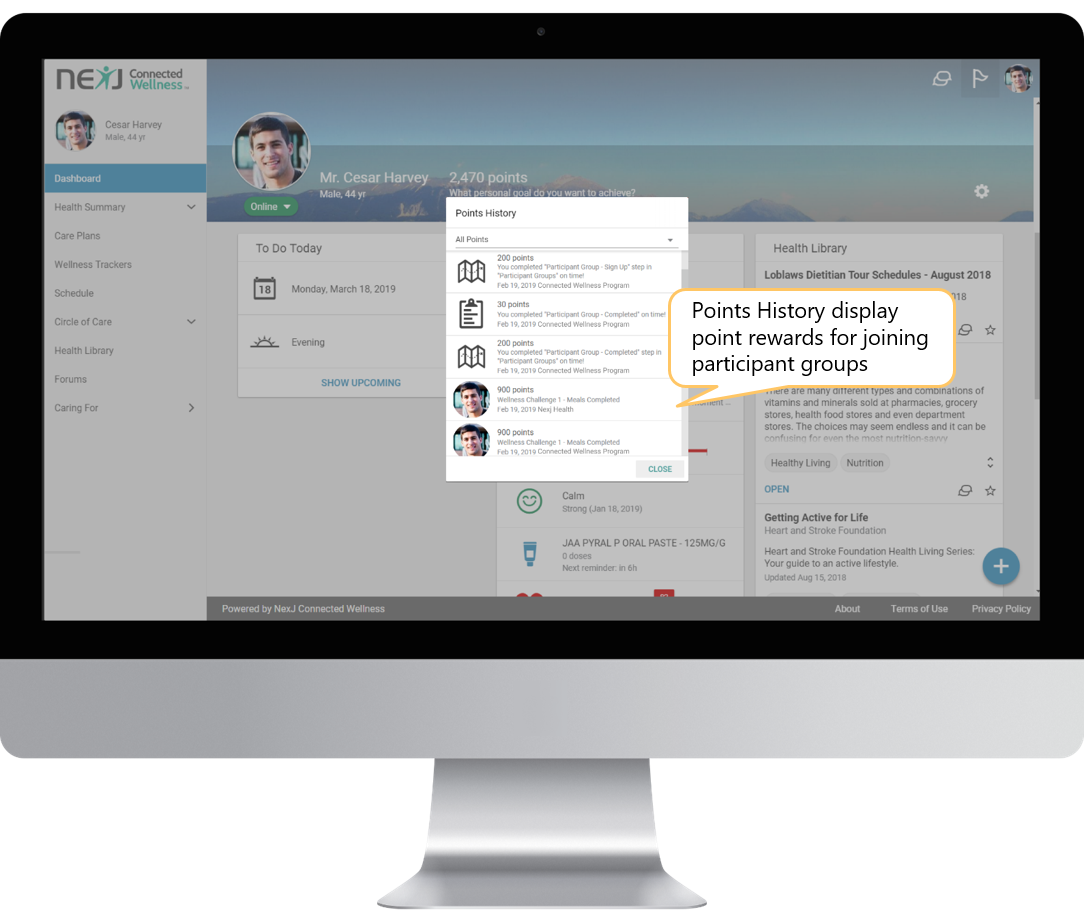 NEXJ Connected
Wellness
Cesar Harvey
Male, 44 yr
Dashboard
Health Summary
Care Plans
Wellness Trackers
Schedule
Circle of Care
Health Library
Forums
Caring For
Mr. Cesar Harvey
Male, 44 yr
Online
2,470 points
What personal goal do you want to achieve?
To Do Today
18
Monday, March 18, 2019
Evening
SHOW UPCOMING
Points History
All Points
200 points
You completed "Participant Group - Sign Up" step in
"Participant Groups" on time!
Feb 19, 2019 Connected Wellness Program
30 points
You completed "Participant Group - Completed" on time!
Feb 19, 2019 Connected Wellness Program
200 points
You completed "Participant Group - Completed" step in
"Participant Groups" on time!
Feb 19, 2019 Connected Wellness Program
900 points
Wellness Challenge 1 - Meals Completed
Feb 19, 2019 Nexj Health
900 points
Wellness Challenge 1 - Meals Completed
Feb 19, 2019 Connected Wellness Program
CLOSE
Points History display
point rewards for joining
participant groups
Calm
Strong (Jan 18, 2019)
JAA PYRAL P ORAL PASTE - 125MG/G
0 doses
Next reminder: in 6h
Health Library
Loblaws Dietitian Tour Schedules - August 2018
There are many different types and combinations of
vitamins and minerals sold at pharmacies, grocery
stores, health food stores and even department
stores. The choices may seem endless and it can be
confusing for even the most nutrition-savvy
Healthy Living
Nutrition
OPEN
Getting Active for Life
Heart and Stroke Foundation
Heart and Stroke Foundation Health Living Series:
Your guide to an active lifestyle.
Updated Aug 15, 2018
Powered by NexJ Connected Wellness
About
Terms of Use
Privacy Policy